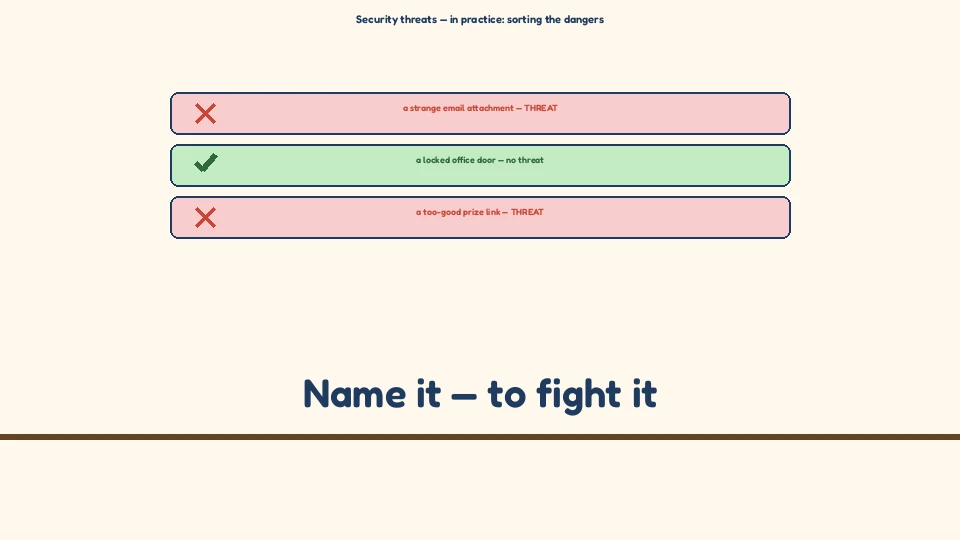 Security threats — in practice: sorting the dangers
a strange email attachment — THREAT
a locked office door — no threat
a too-good prize link — THREAT
Name it — to fight it